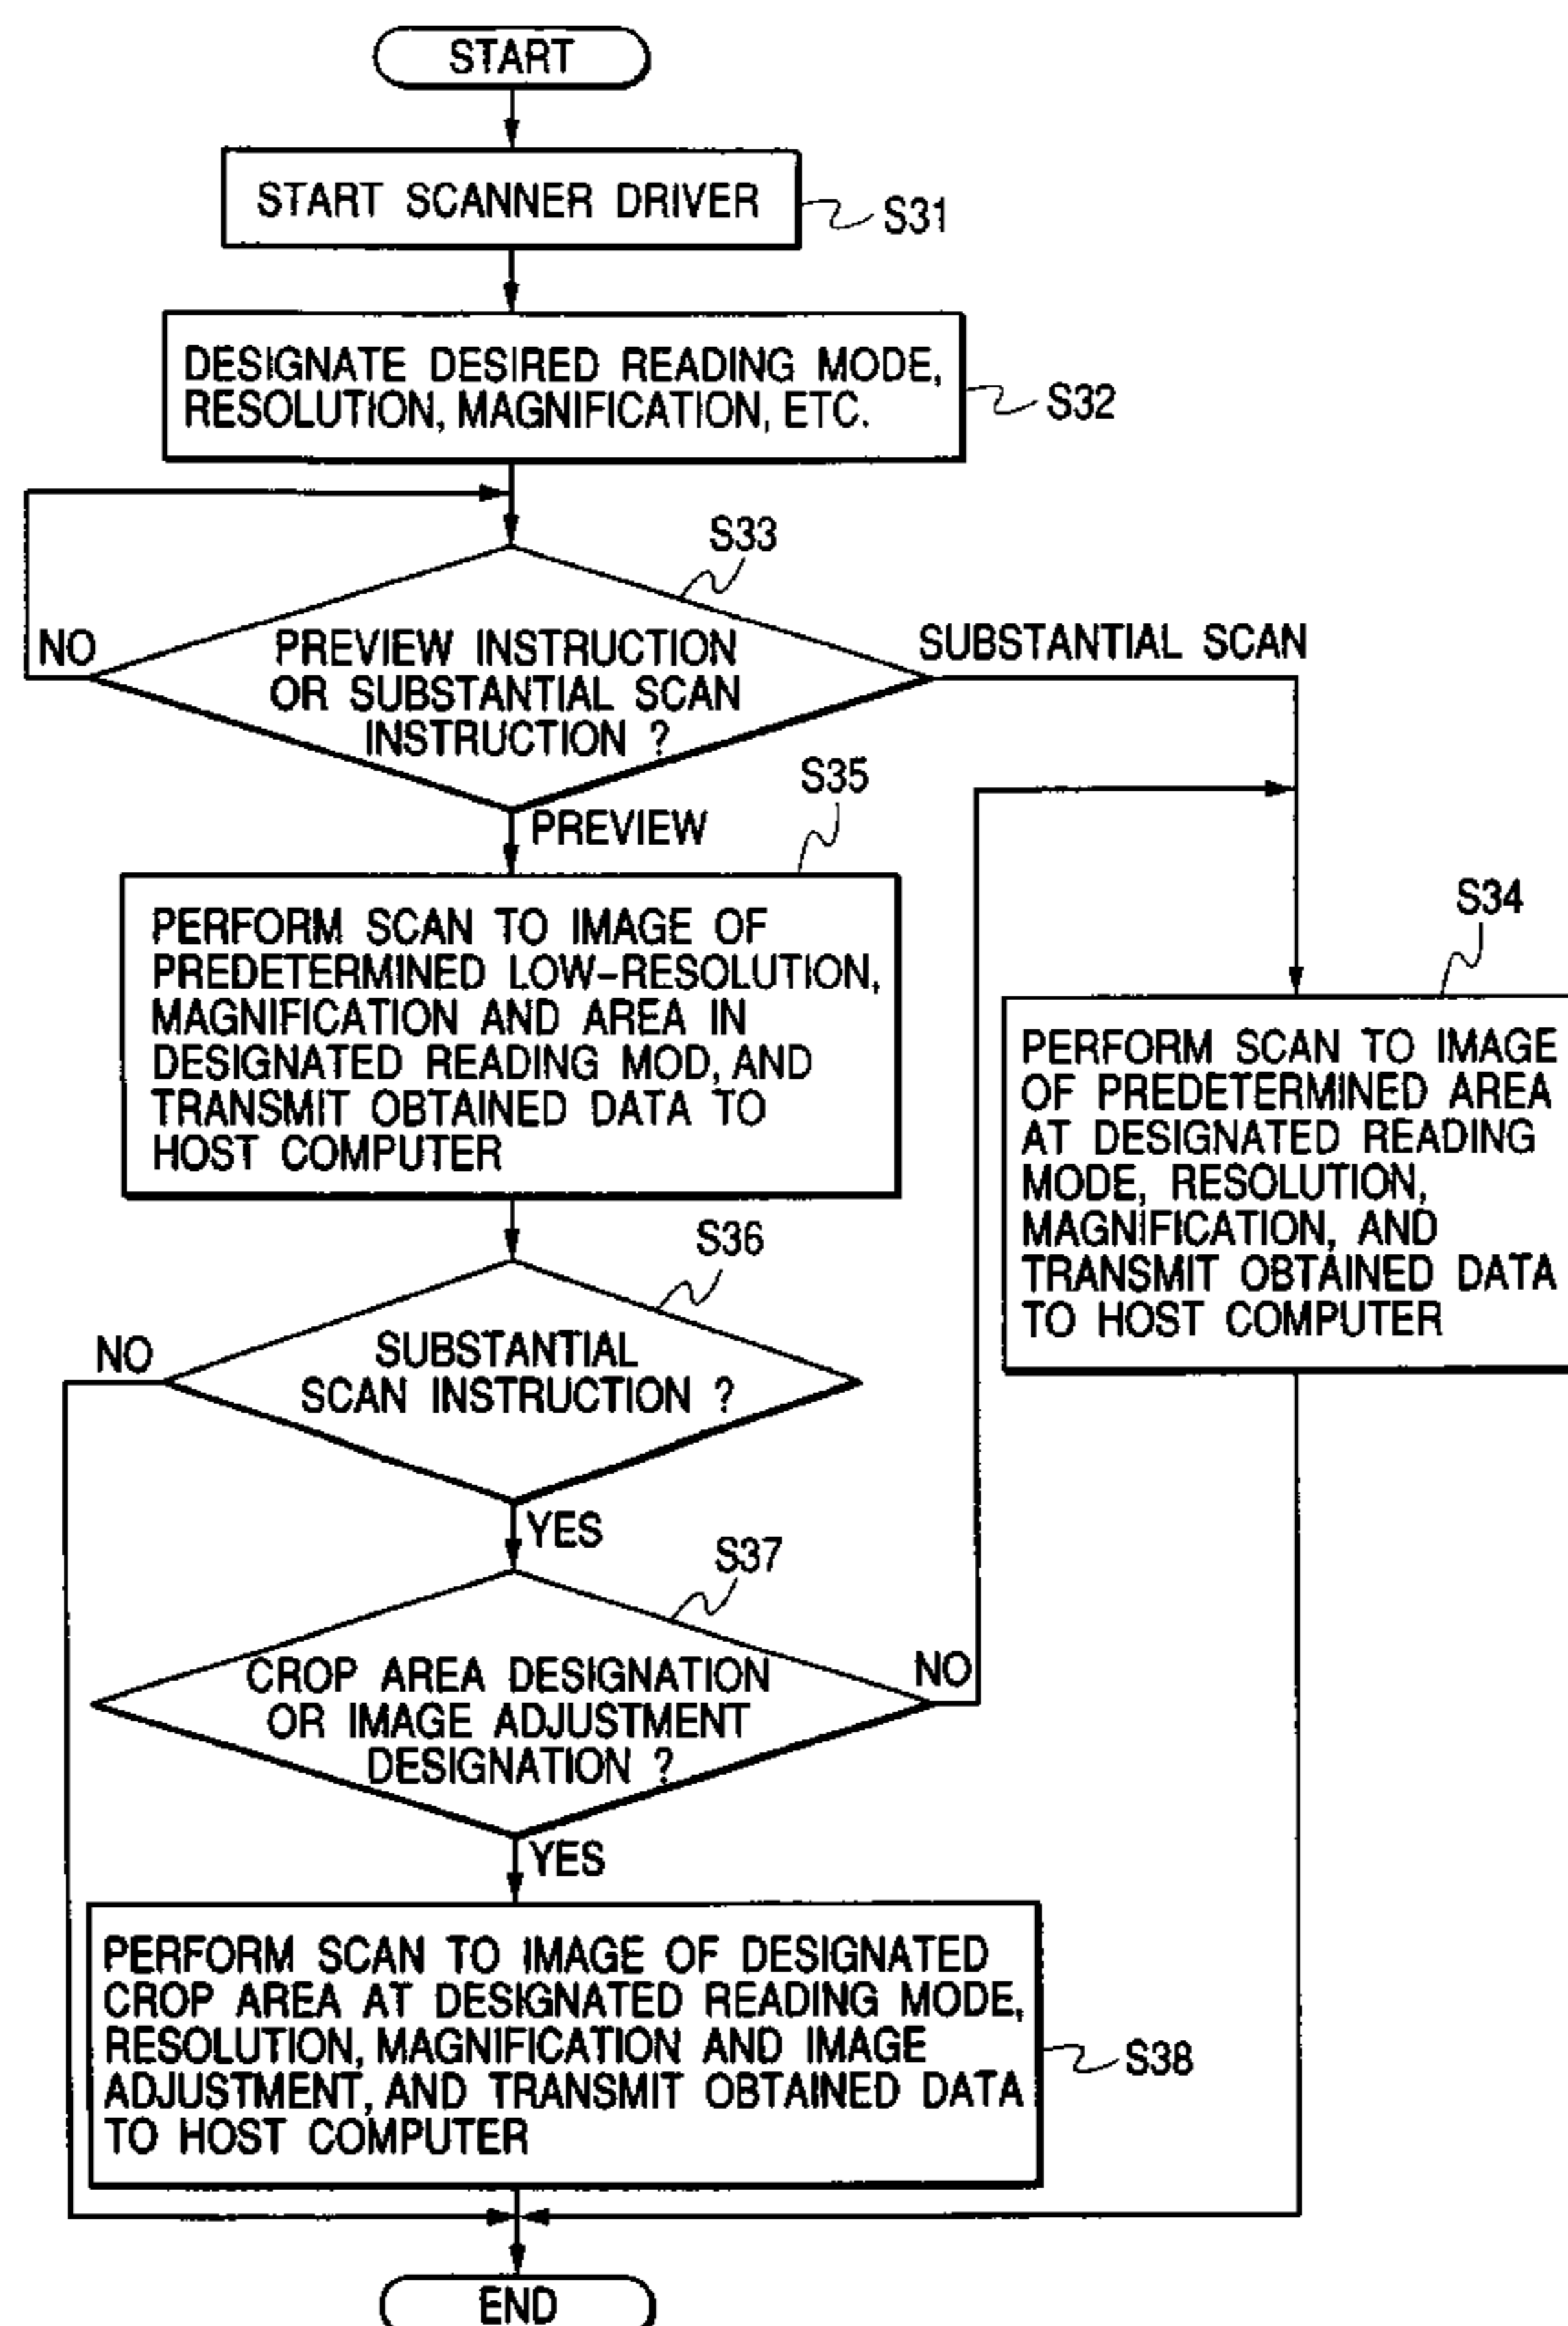 START
START SCANNER DRIVER
S31
DESIGNATE DESIRED READING MODE,
RESOLUTION, MAGNIFICATION, ETC.
S32
S33
NO
PREVIEW INSTRUCTION
OR SUBSTANTIAL SCAN
INSTRUCTION ?
SUBSTANTIAL SCAN
PREVIEW
S35
PERFORM SCAN TO IMAGE OF
PREDETERMINED LOW-RESOLUTION,
MAGNIFICATION AND AREA IN
DESIGNATED READING MOD, AND
TRANSMIT OBTAINED DATA TO
HOST COMPUTER
S34
PERFORM SCAN TO IMAGE
OF PREDETERMINED AREA
AT DESIGNATED READING
MODE, RESOLUTION,
MAGNIFICATION, AND
TRANSMIT OBTAINED DATA
TO HOST COMPUTER
S36
NO
SUBSTANTIAL
SCAN INSTRUCTION ?
YES
S37
CROP AREA DESIGNATION
OR IMAGE ADJUSTMENT
DESIGNATION ?
NO
YES
PERFORM SCAN TO IMAGE OF DESIGNATED
CROP AREA AT DESIGNATED READING MODE,
RESOLUTION, MAGNIFICATION AND IMAGE
ADJUSTMENT, AND TRANSMIT OBTAINED DATA
TO HOST COMPUTER
S38
END